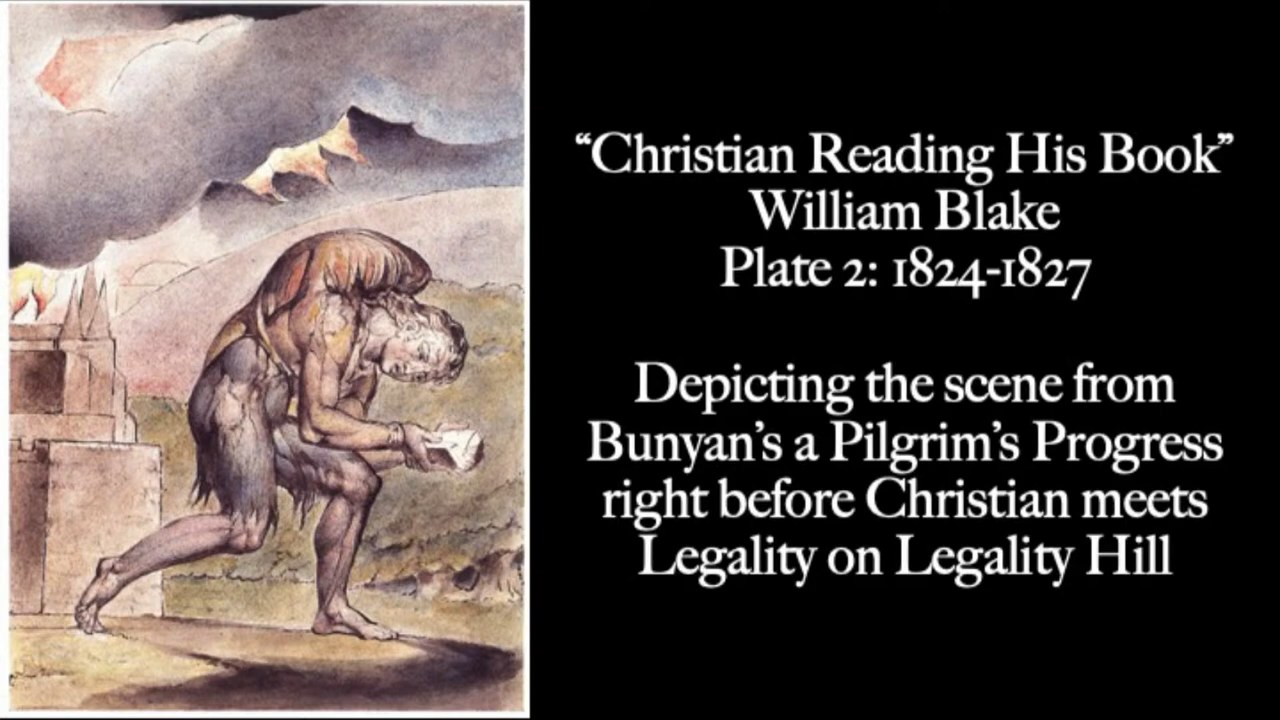 “Christian Reading His Book”
William Blake
Plate 2: 1824-1827
Depicting the scene from
Bunyan’s a Pilgrim’s Progress
right before Christian meets
Legality on Legality Hill